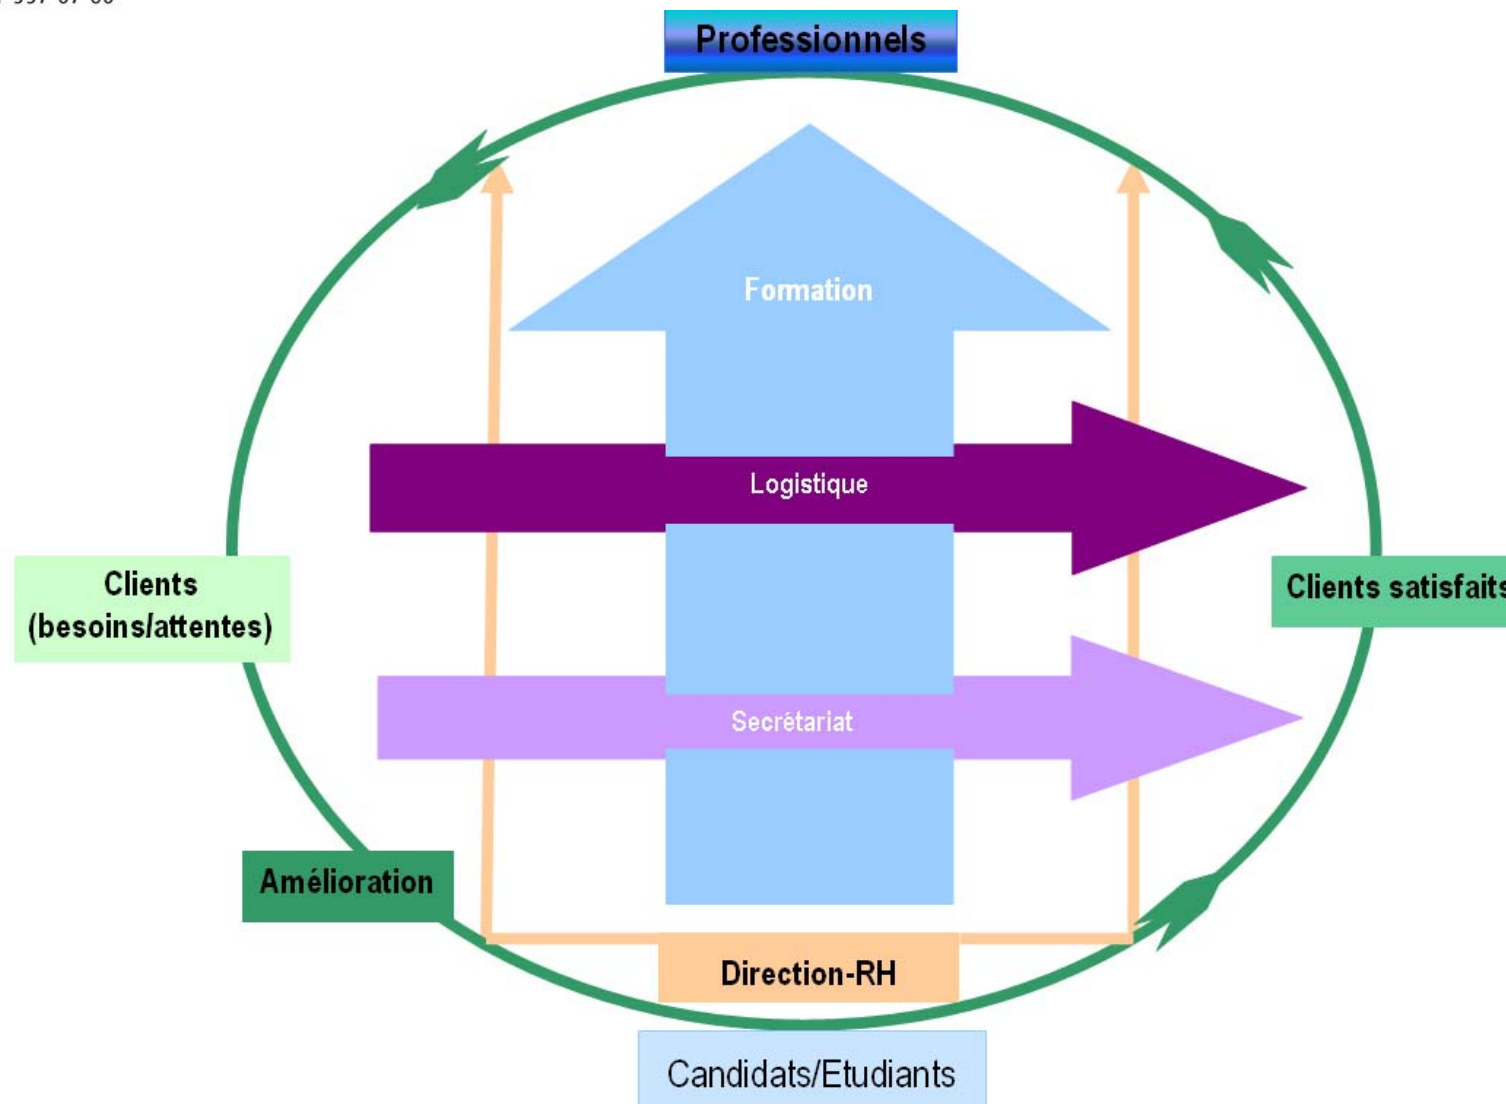 Professionnels
Formation
Logistique
Clients
(besoins/attentes)
Clients satisfaits
Secrétariat
Amélioration
Direction-RH
Candidats/Etudiants